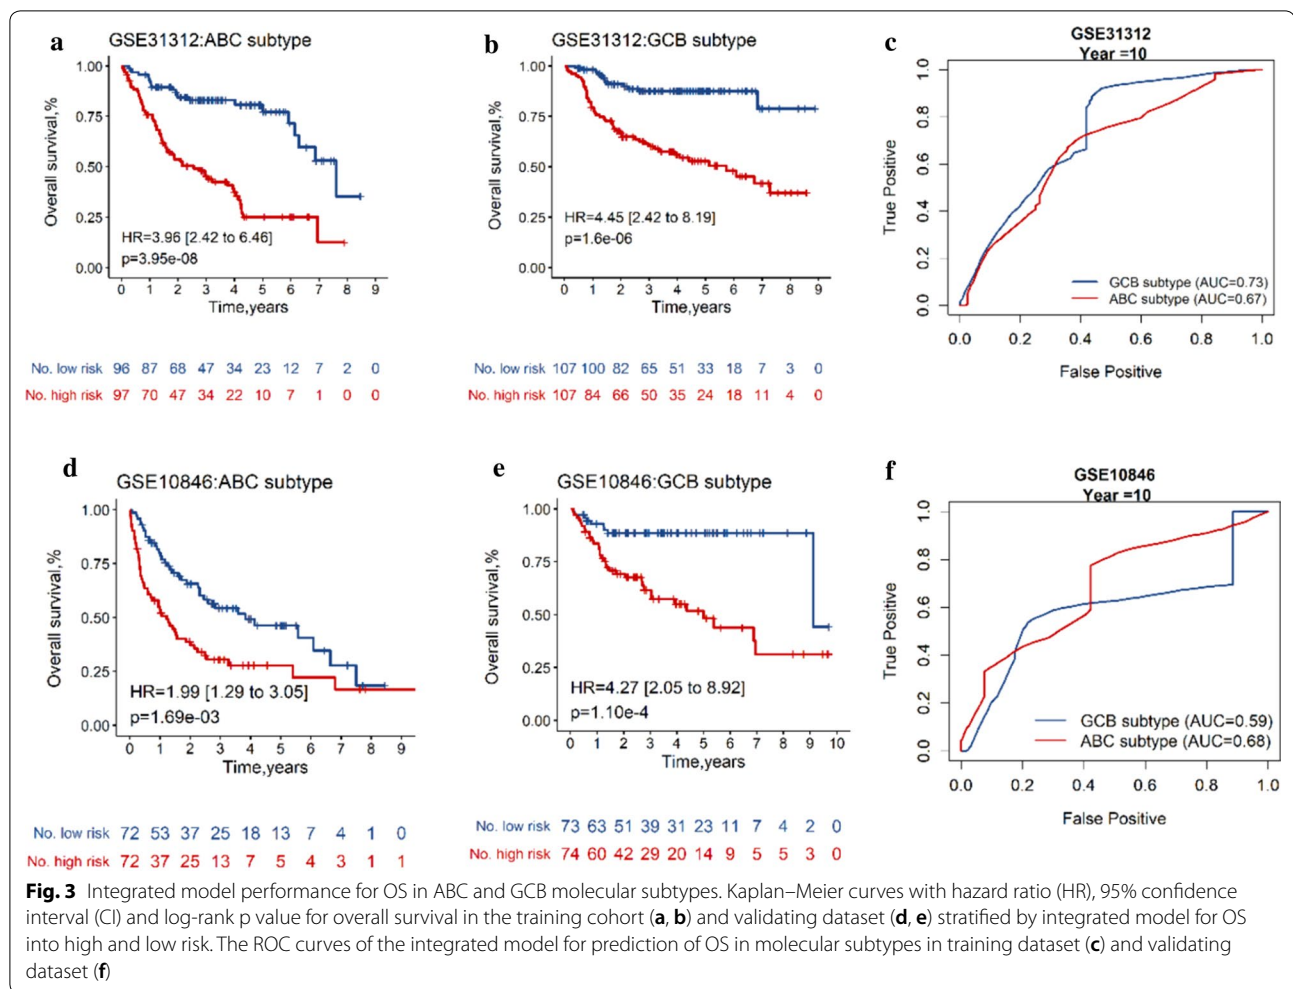 a GSE31312:ABC subtype
1.00
0.75
0.50
0.25
0.00
Overall survival,%
HR=3.96 [2.42 to 6.46]
p=3.95e-08
0 1 2 3 4 5 6 7 8 9
Time,years
No. low risk 96 87 68 47 34 23 12 7 2 0
No. high risk 97 70 47 34 22 10 7 1 0 0
b GSE31312:GCB subtype
1.00
0.75
0.50
0.25
0.00
Overall survival,%
HR=4.45 [2.42 to 8.19]
p=1.6e-06
0 1 2 3 4 5 6 7 8 9
Time,years
No. low risk 107 100 82 65 51 33 18 7 3 0
No. high risk 107 84 66 50 35 24 18 11 4 0
c GSE31312
Year =10
1.0
0.8
0.6
0.4
0.2
0.0
True Positive
GCB subtype (AUC=0.73)
ABC subtype (AUC=0.67)
0.0 0.2 0.4 0.6 0.8 1.0
False Positive
d GSE10846:ABC subtype
1.00
0.75
0.50
0.25
0.00
Overall survival,%
HR=1.99 [1.29 to 3.05]
p=1.69e-03
0 1 2 3 4 5 6 7 8 9
Time,years
No. low risk 72 53 37 25 18 13 7 4 1 0
No. high risk 72 37 25 13 7 5 4 3 1 1
e GSE10846:GCB subtype
1.00
0.75
0.50
0.25
0.00
Overall survival,%
HR=4.27 [2.05 to 8.92]
p=1.10e-4
0 1 2 3 4 5 6 7 8 9 10
Time,years
No. low risk 73 63 51 39 31 23 11 7 4 2 0
No. high risk 74 60 42 29 20 14 9 5 5 3 0
f GSE10846
Year =10
1.0
0.8
0.6
0.4
0.2
0.0
True Positive
GCB subtype (AUC=0.59)
ABC subtype (AUC=0.68)
0.0 0.2 0.4 0.6 0.8 1.0
False Positive
Fig. 3 Integrated model performance for OS in ABC and GCB molecular subtypes. Kaplan–Meier curves with hazard ratio (HR), 95% confidence
interval (CI) and log-rank p value for overall survival in the training cohort (a, b) and validating dataset (d, e) stratified by integrated model for OS
into high and low risk. The ROC curves of the integrated model for prediction of OS in molecular subtypes in training dataset (c) and validating
dataset (f)